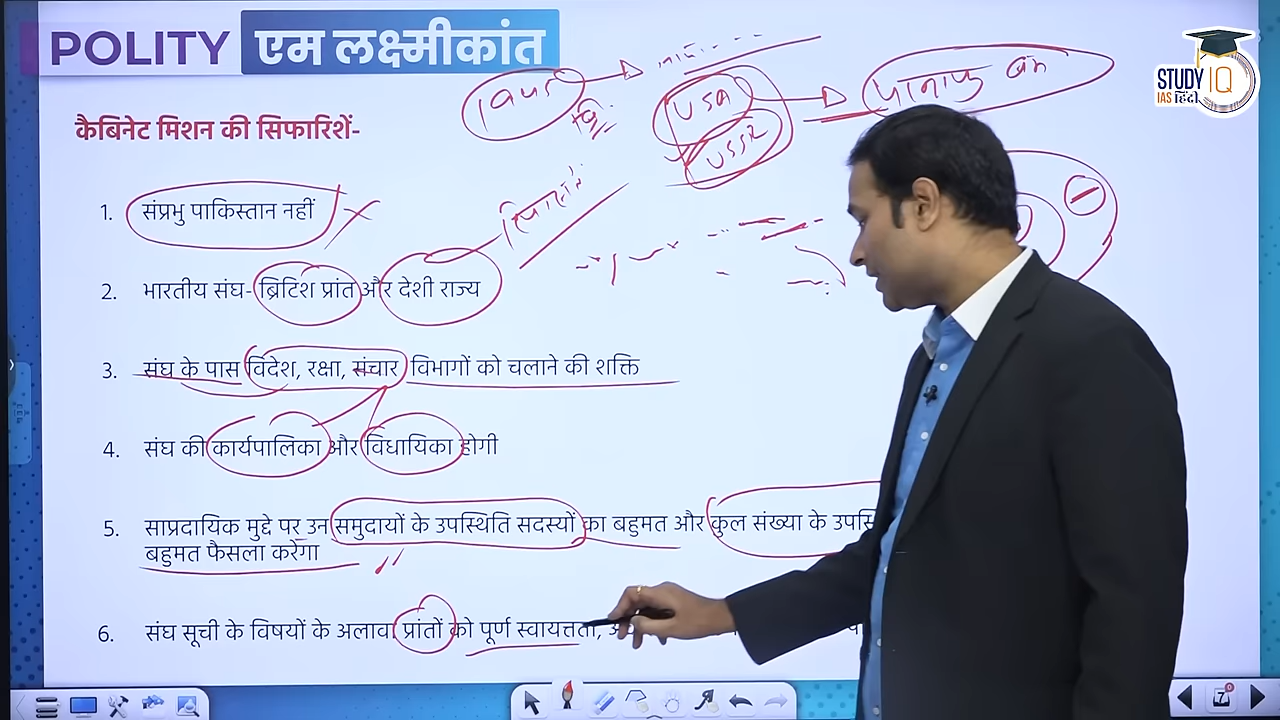 POLITY एम लक्ष्मीकांत
STUDY IQ
IAS हिंदी
कैबिनेट मिशन की सिफारिशें-
USA
USSR
1. संप्रभु पाकिस्तान नहीं
2. भारतीय संघ- ब्रिटिश प्रांत और देशी राज्य
3. संघ के पास विदेश, रक्षा, संचार विभागों को चलाने की शक्ति
4. संघ की कार्यपालिका और विधायिका होगी
5. साप्रदायिक मुद्दे पर उन समुदायों के उपस्थिति सदस्यों का बहुमत और कुल संख्या के
बहुमत फैसला करेगा
6. संघ सूची के विषयों के अलावा प्रांतों को पूर्ण स्वायत्तता,
7